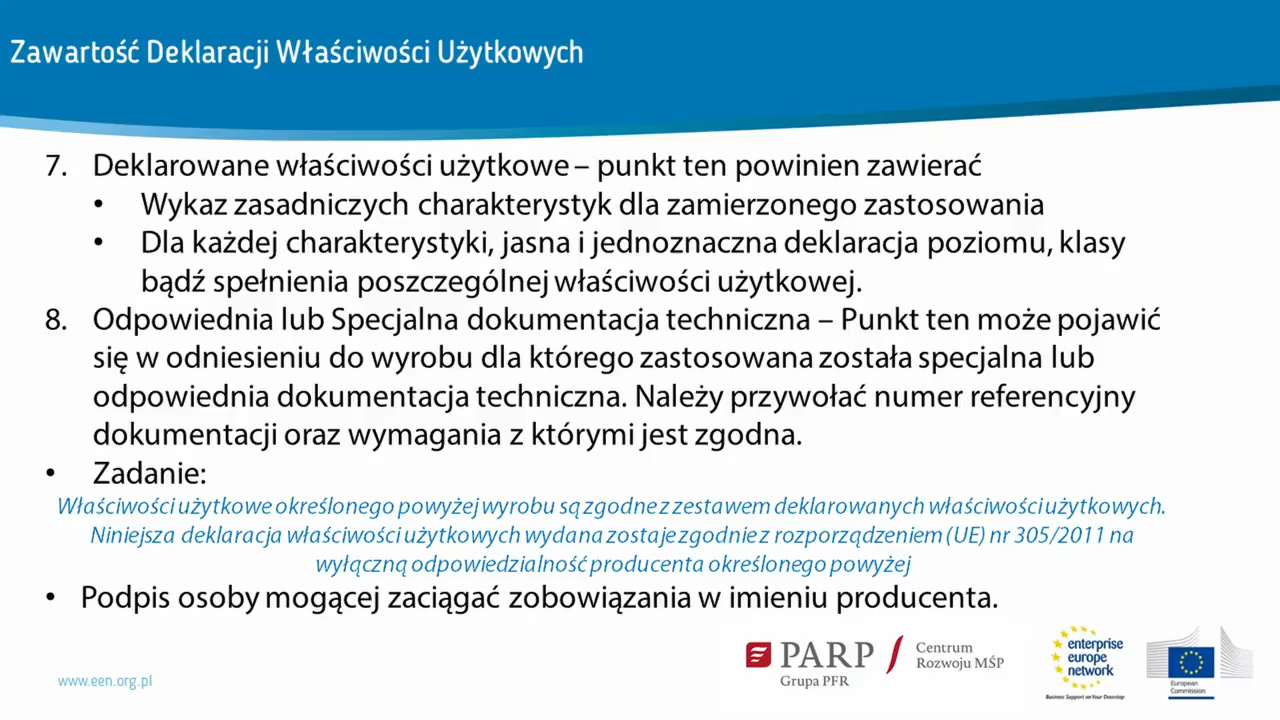 Zawartość Deklaracji Właściwości Użytkowych
7. Deklarowane właściwości użytkowe – punkt ten powinien zawierać
• Wykaz zasadniczych charakterystyk dla zamierzonego zastosowania
• Dla każdej charakterystyki, jasna i jednoznaczna deklaracja poziomu, klasy
bądź spełnienia poszczególnej właściwości użytkowej.
8. Odpowiednia lub Specjalna dokumentacja techniczna – Punkt ten może pojawić
się w odniesieniu do wyrobu dla którego zastosowana została specjalna lub
odpowiednia dokumentacja techniczna. Należy przywołać numer referencyjny
dokumentacji oraz wymagania z którymi jest zgodna.
• Zadanie:
Właściwości użytkowe określonego powyżej wyrobu są zgodne z zestawem deklarowanych właściwości użytkowych.
Niniejsza deklaracja właściwości użytkowych wydana zostaje zgodnie z rozporządzeniem (UE) nr 305/2011 na
wyłączną odpowiedzialność producenta określonego powyżej
• Podpis osoby mogącej zaciągać zobowiązania w imieniu producenta.
PARP
Grupa PFR
Centrum
Rozwoju MŚP
enterprise
europe
network
Business Support on Your Doorstep
European
Commission
www.een.org.pl